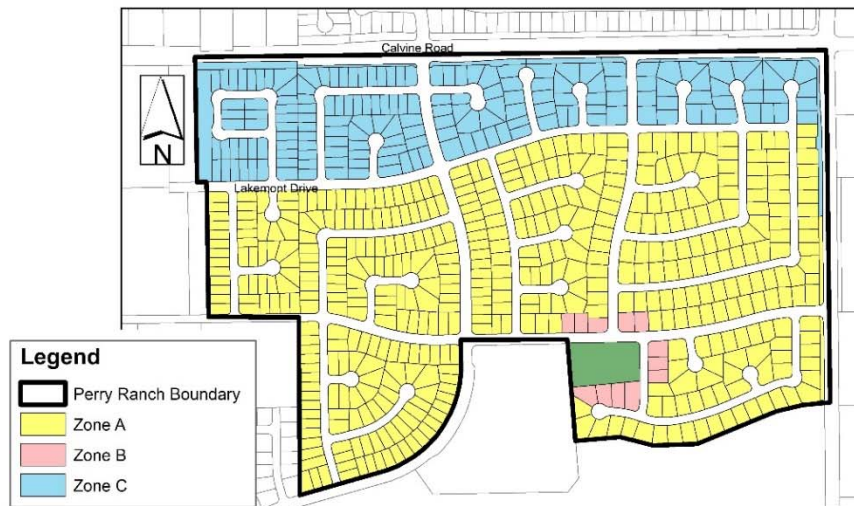 Calvine Road
N
Lakemont Drive
Legend
Perry Ranch Boundary
Zone A
Zone B
Zone C